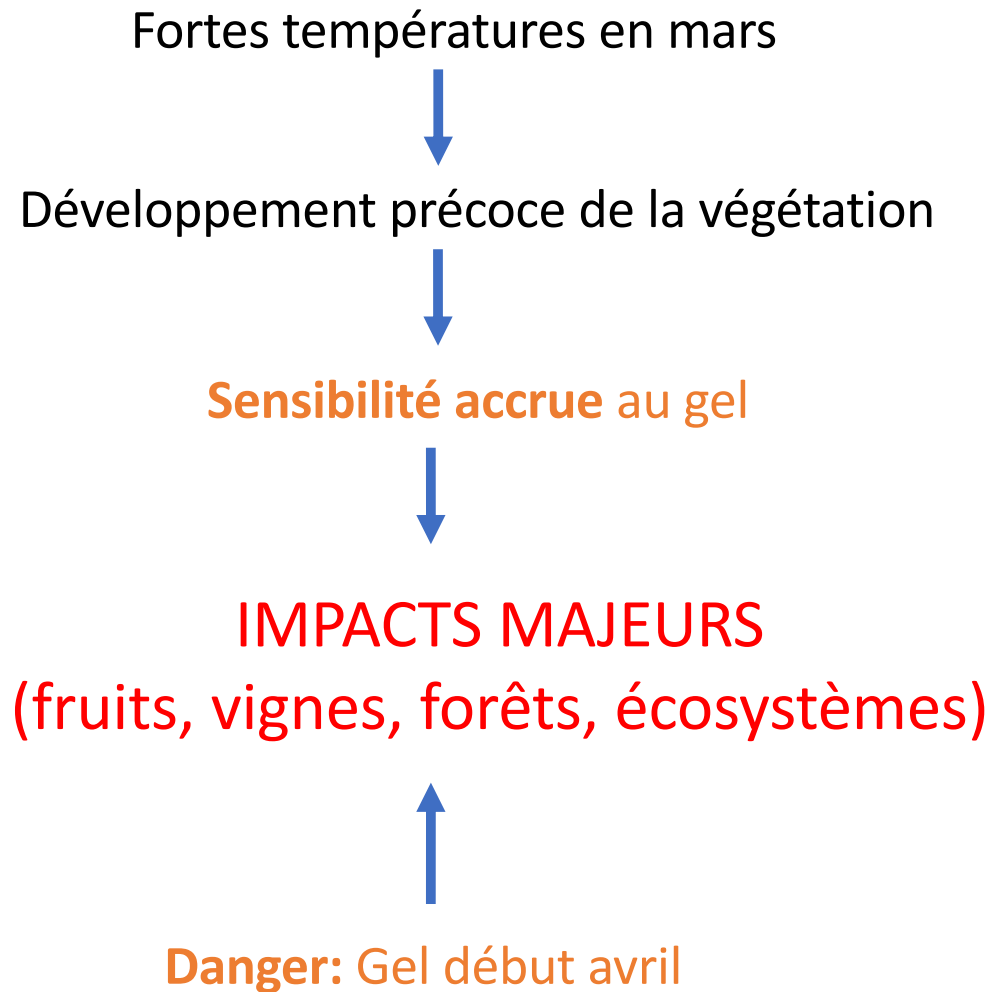 Fortes températures en mars
Développement précoce de la végétation
Sensibilité accrue au gel
IMPACTS MAJEURS
(fruits, vignes, forêts, écosystèmes)
Danger: Gel début avril